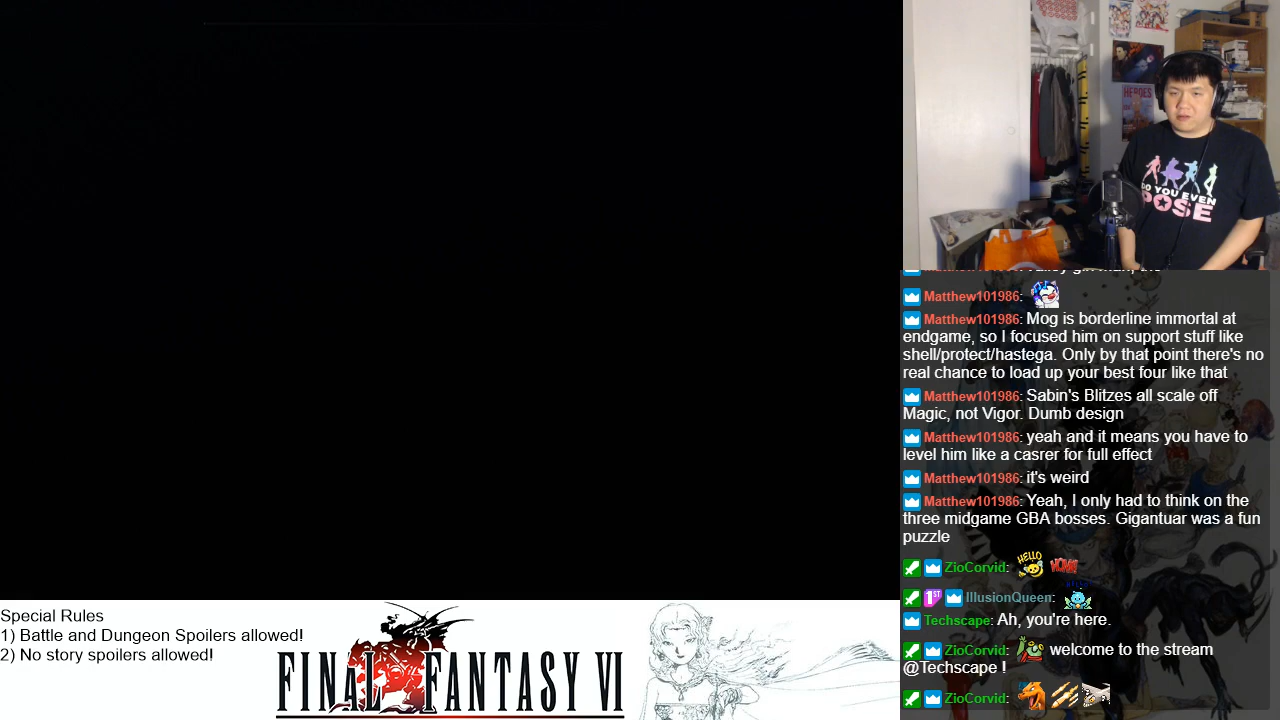 HEROES
DO YOU EVEN
POSE
Matthew101986:
Matthew101986: Mog is borderline immortal at
endgame, so I focused him on support stuff like
shell/protect/hastega. Only by that point there's no
real chance to load up your best four like that
Matthew101986: Sabin's Blitzes all scale off
Magic, not Vigor. Dumb design
Matthew101986: yeah and it means you have to
level him like a casrer for full effect
Matthew101986: it's weird
Matthew101986: Yeah, I only had to think on the
three midgame GBA bosses. Gigantuar was a fun
puzzle
ZioCorvid: HELLO
1ST IllusionQueen:
Techscape: Ah, you're here.
ZioCorvid: welcome to the stream
@Techscape !
ZioCorvid:
Special Rules
1) Battle and Dungeon Spoilers allowed!
2) No story spoilers allowed!
FINAL FANTASY VI